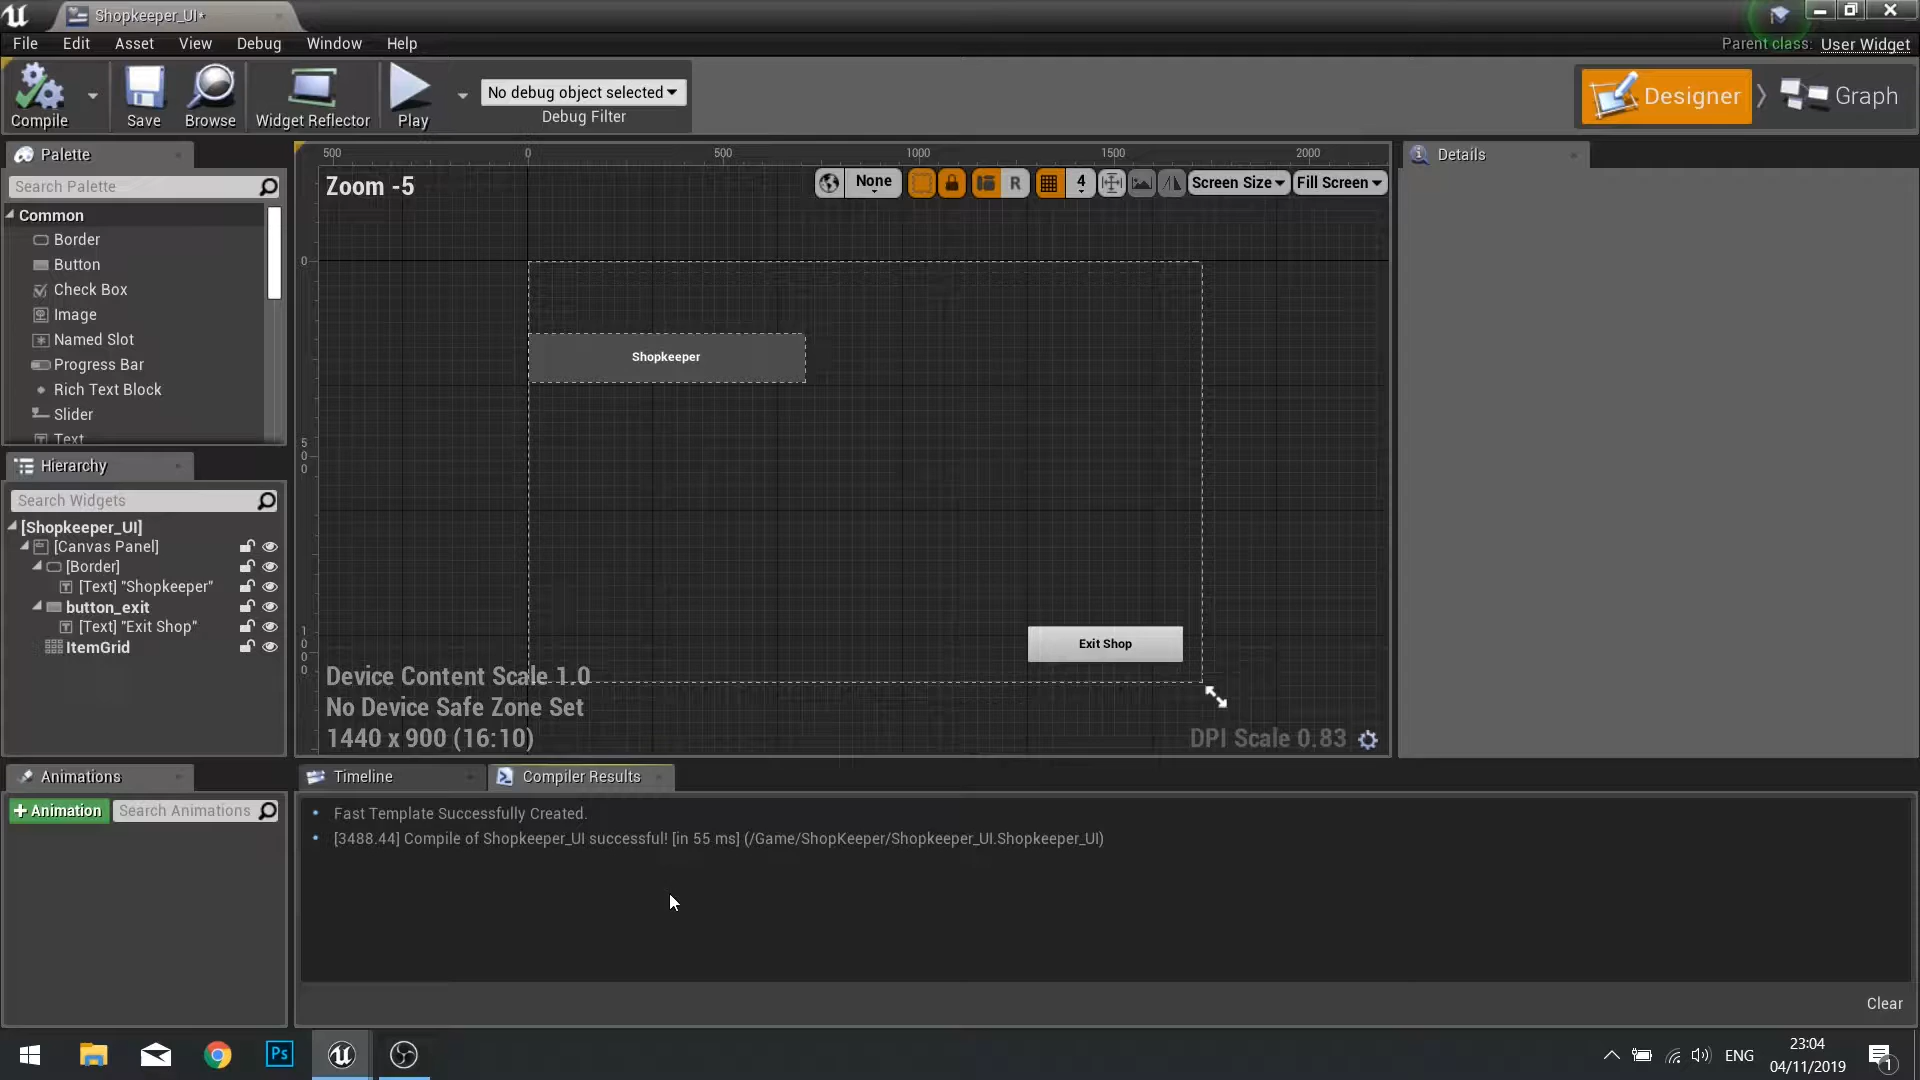 Shopkeeper_UI*
File Edit Asset View Debug Window Help
Parent class: User Widget
Compile
Save
Browse
Widget Reflector
Play
No debug object selected
Debug Filter
Designer
Graph
Palette
Search Palette
Common
Border
Button
Check Box
Image
Named Slot
Progress Bar
Rich Text Block
Slider
Text
Hierarchy
Search Widgets
[Shopkeeper_UI]
[Canvas Panel]
[Border]
[Text] "Shopkeeper"
button_exit
[Text] "Exit Shop"
ItemGrid
Animations
+ Animation
Search Animations
500 0 500 1000 1500 2000
Zoom -5
None
R
4
Screen Size
Fill Screen
0
500
1000
Shopkeeper
Exit Shop
Device Content Scale 1.0
No Device Safe Zone Set
1440 x 900 (16:10)
DPI Scale 0.83
Details
Timeline
Compiler Results
Fast Template Successfully Created.
[3488.44] Compile of Shopkeeper_UI successful! [in 55 ms] (/Game/ShopKeeper/Shopkeeper_UI.Shopkeeper_UI)
Clear
Ps
ENG
23:04
04/11/2019
1